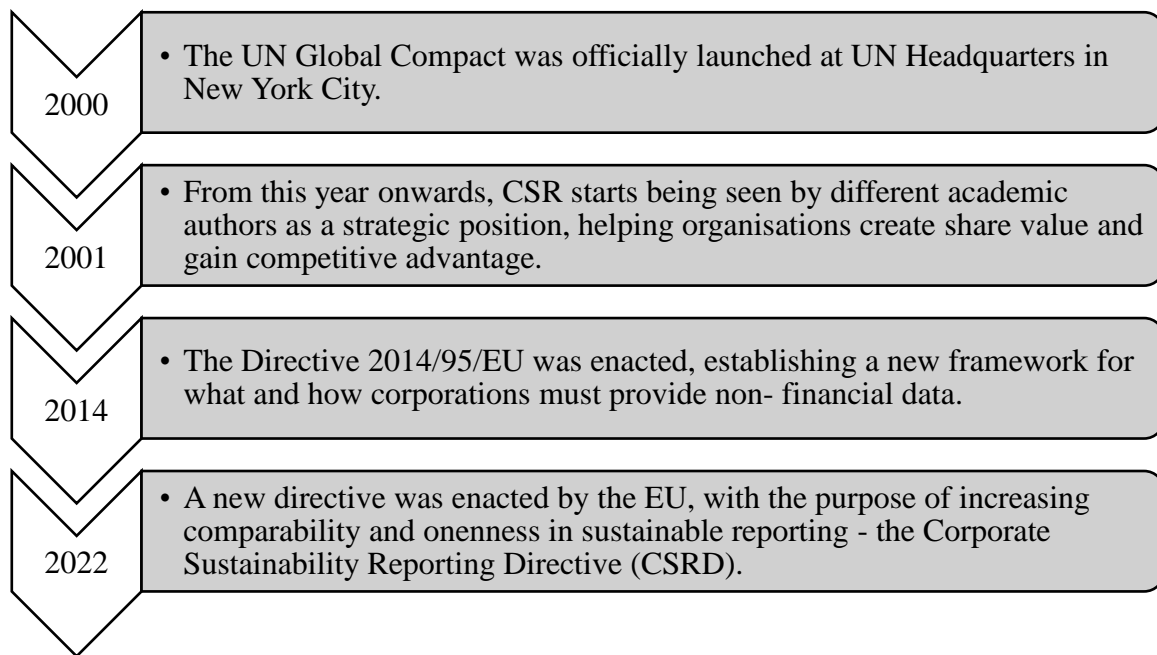 2000
• The UN Global Compact was officially launched at UN Headquarters in
New York City.
2001
• From this year onwards, CSR starts being seen by different academic
authors as a strategic position, helping organisations create share value and
gain competitive advantage.
2014
• The Directive 2014/95/EU was enacted, establishing a new framework for
what and how corporations must provide non- financial data.
2022
• A new directive was enacted by the EU, with the purpose of increasing
comparability and oneness in sustainable reporting - the Corporate
Sustainability Reporting Directive (CSRD).